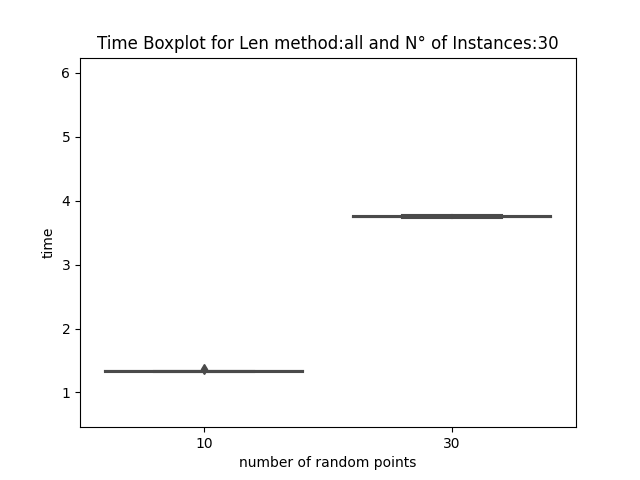 Time Boxplot for Len method:all and N° of Instances:30
6
5
4
3
2
1
time
10 30
number of random points